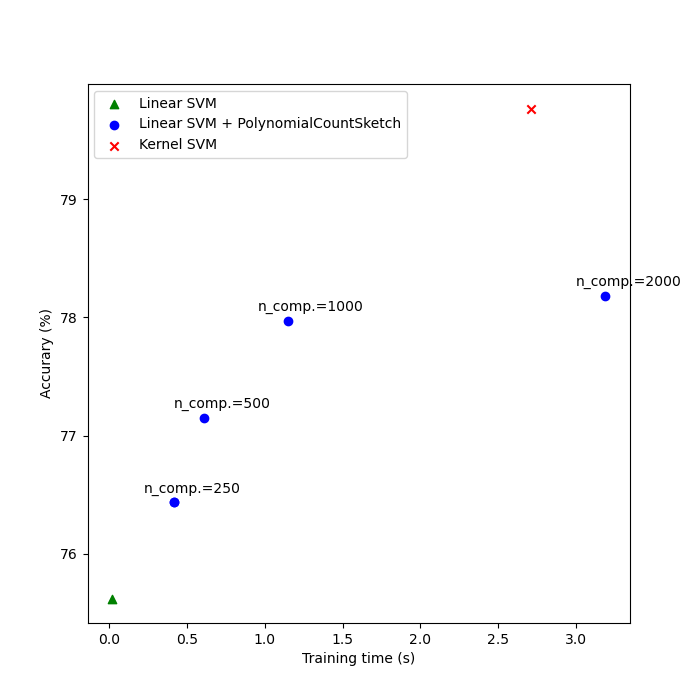 Linear SVM
Linear SVM + PolynomialCountSketch
Kernel SVM
79
n_comp.=2000
n_comp.=1000
78
Accurary (%)
n_comp.=500
77
n_comp.=250
76
0.0 0.5 1.0 1.5 2.0 2.5 3.0
Training time (s)